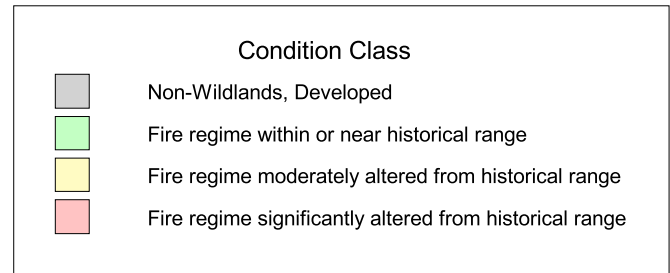 Condition Class
Non-Wildlands, Developed
Fire regime within or near historical range
Fire regime moderately altered from historical range
Fire regime significantly altered from historical range